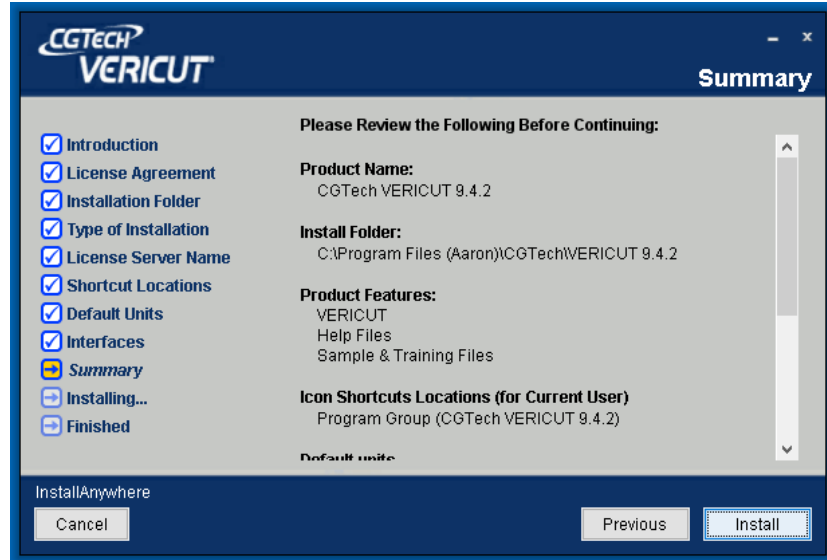 CGTECH
VERICUT
Summary
Introduction
License Agreement
Installation Folder
Type of Installation
License Server Name
Shortcut Locations
Default Units
Interfaces
Summary
Installing...
Finished
Please Review the Following Before Continuing:
Product Name:
CGTech VERICUT 9.4.2
Install Folder:
C:\Program Files (Aaron)\CGTech\VERICUT 9.4.2
Product Features:
VERICUT
Help Files
Sample & Training Files
Icon Shortcuts Locations (for Current User)
Program Group (CGTech VERICUT 9.4.2)
Default units
InstallAnywhere
Cancel
Previous
Install